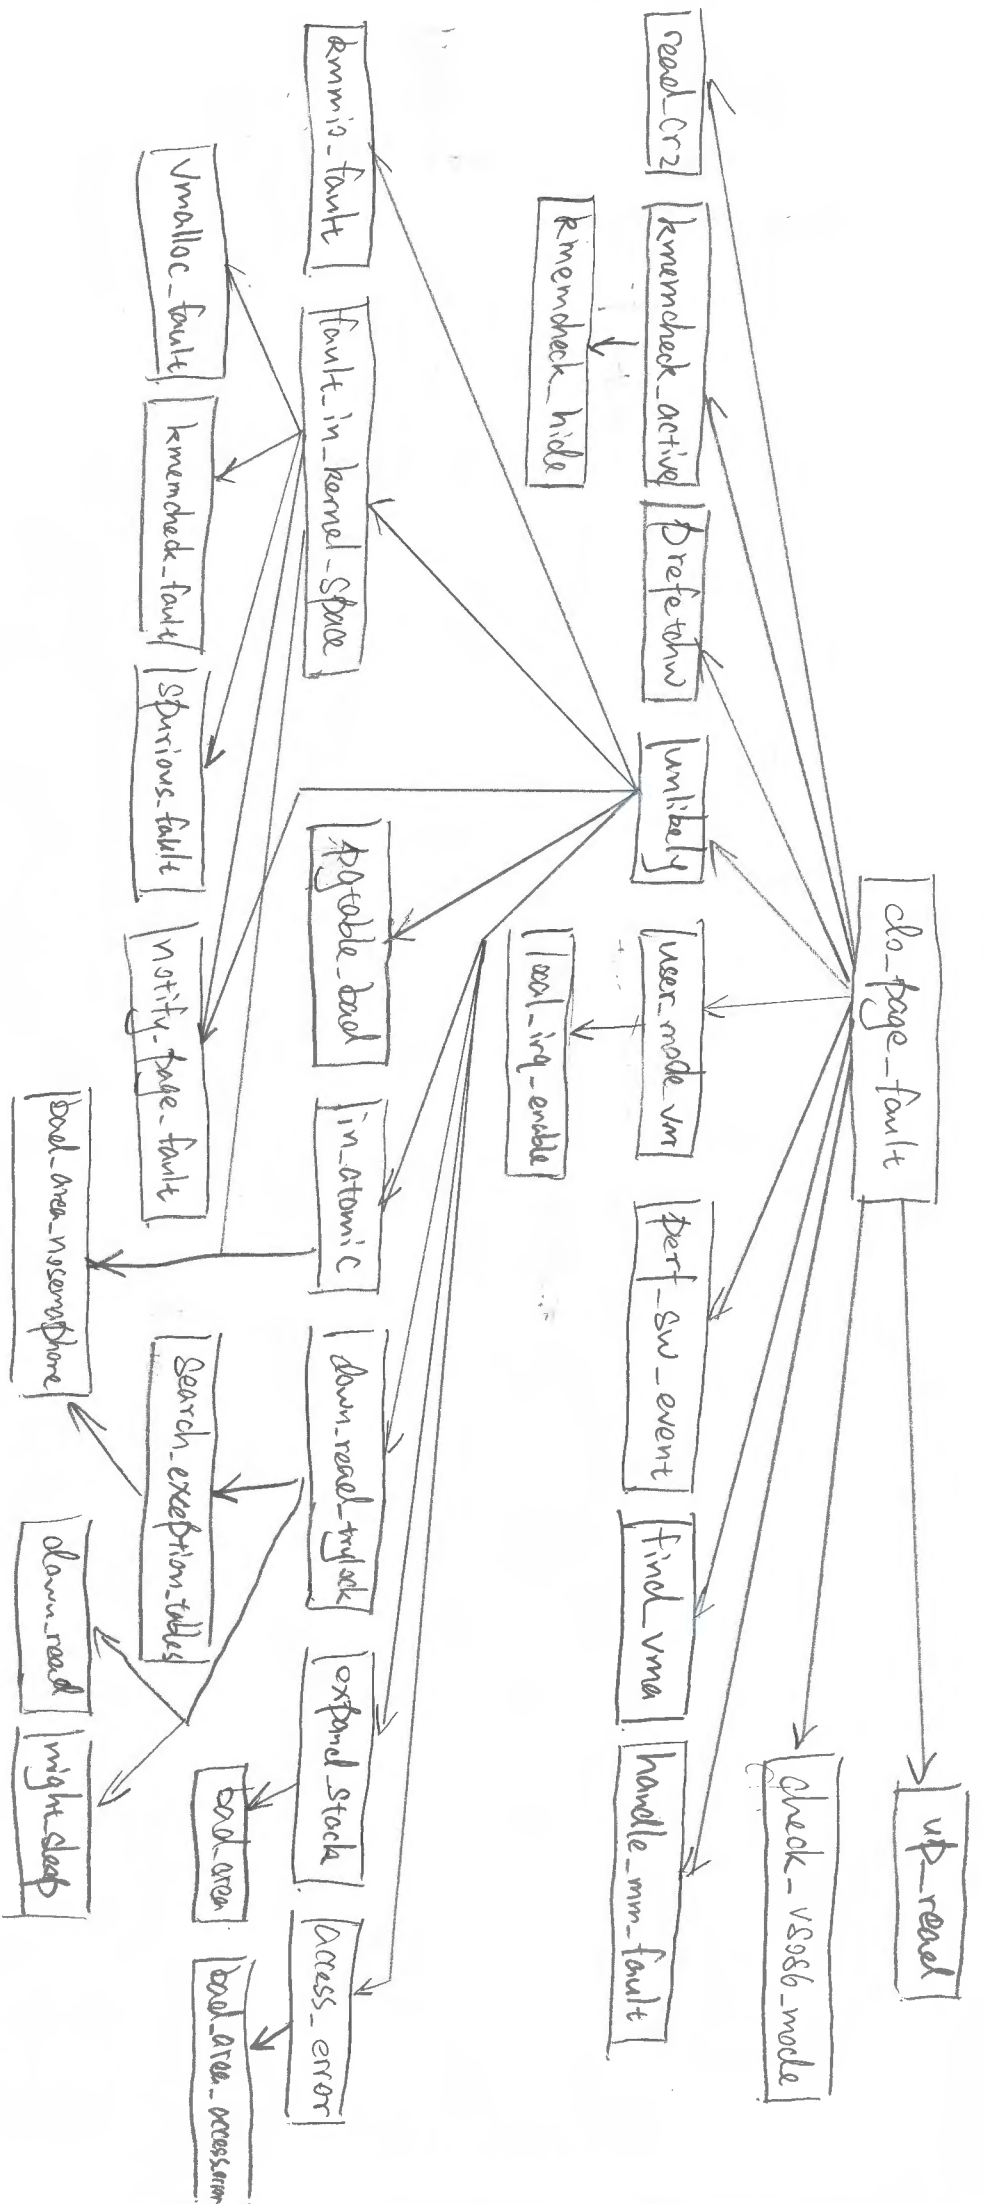 do_page_fault
up_read
check_v8086_mode
read_cr2
kmemcheck_active
prefetchw
unlikely
user_mode_vm
perf_sw_event
find_vma
handle_mm_fault
kmemcheck_hide
local_irq_enable
kmmio_fault
fault_in_kernel_space
pgtable_bad
in_atomic
down_read_trylock
expand_stack
access_error
vmalloc_fault
kmemcheck_fault
spurious_fault
notify_page_fault
search_exception_tables
bad_area
bad_area_access_error
bad_area_nosemaphore
down_read
might_sleep